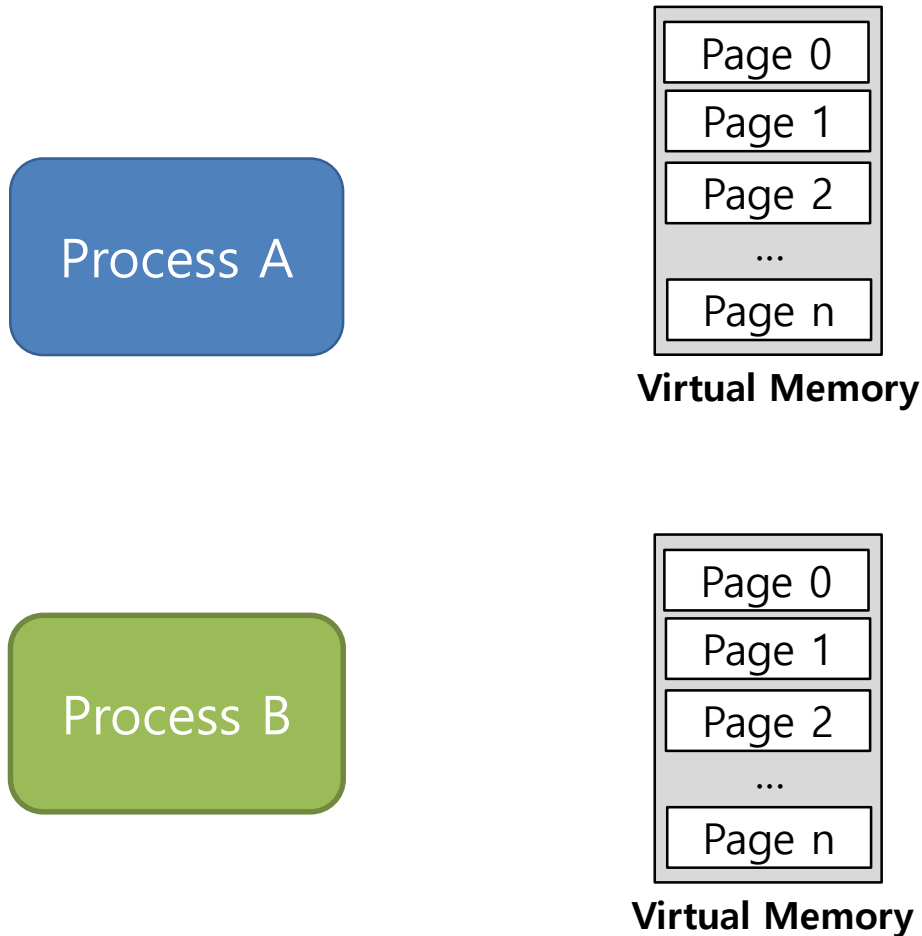 Page 0
Page 1
Process A
Page 2
...
Page n
Virtual Memory
Page 0
Page 1
Process B
Page 2
...
Page n
Virtual Memory